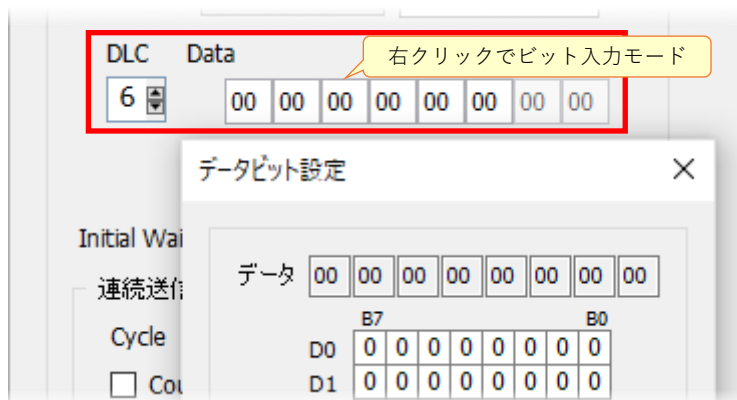 DLC Data
右クリックでビット入力モード
6 00 00 00 00 00 00 00 00
データビット設定
Initial Wai
データ 00 00 00 00 00 00 00 00
連続送信
B7 B0
Cycle
D0 0 0 0 0 0 0 0 0
Cou
D1 0 0 0 0 0 0 0 0